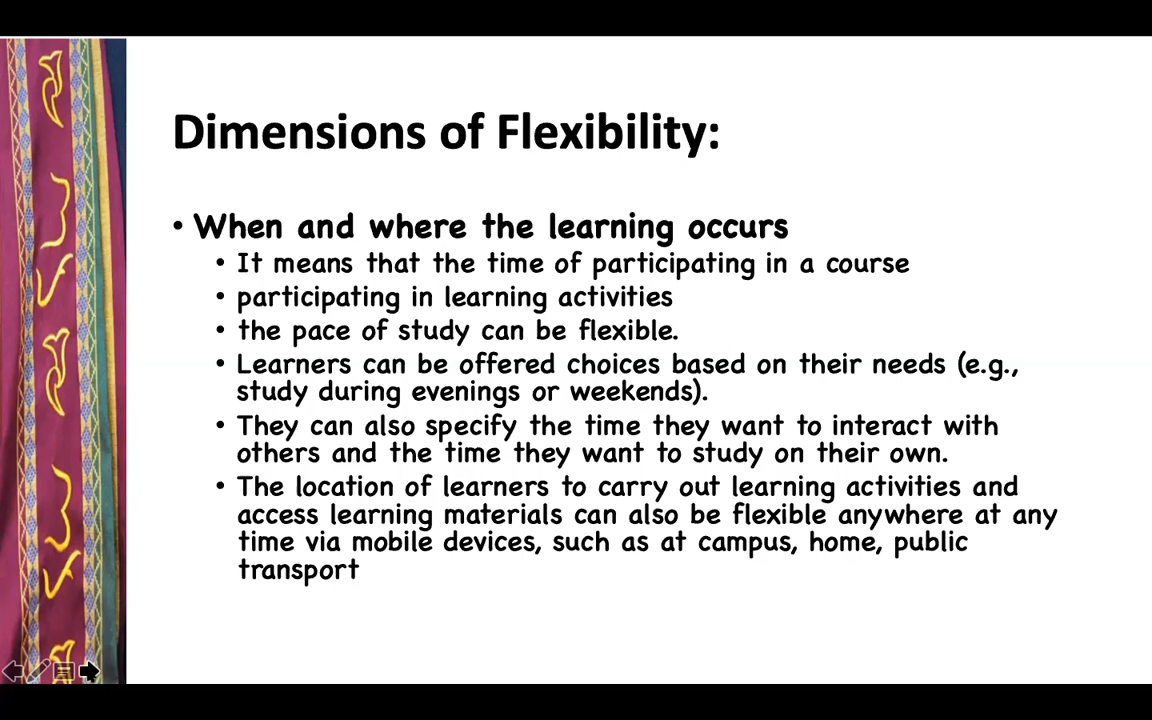 Dimensions of Flexibility:
• When and where the learning occurs
• It means that the time of participating in a course
• participating in learning activities
• the pace of study can be flexible.
• Learners can be offered choices based on their needs (e.g.,
study during evenings or weekends).
• They can also specify the time they want to interact with
others and the time they want to study on their own.
• The location of learners to carry out learning activities and
access learning materials can also be flexible anywhere at any
time via mobile devices, such as at campus, home, public
transport